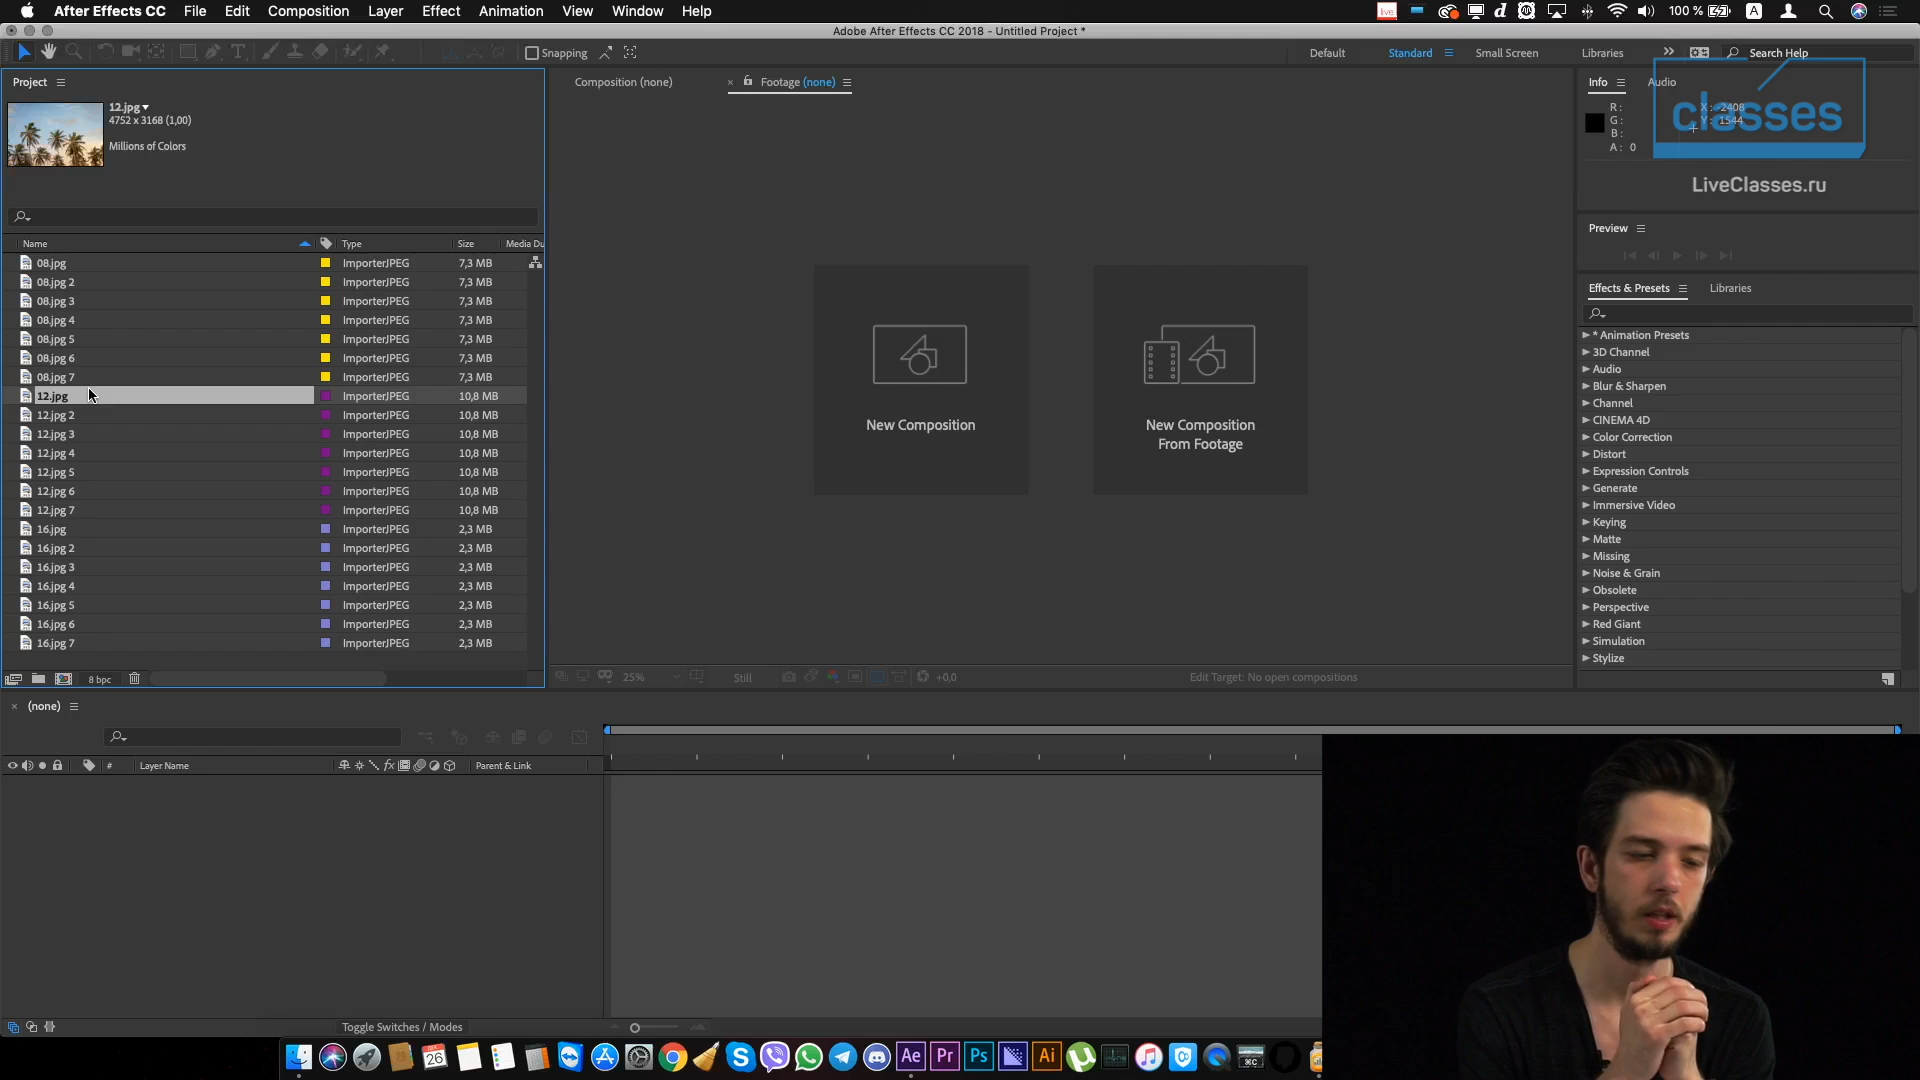 After Effects CC File Edit Composition Layer Effect Animation View Window Help
live 100 % A
Adobe After Effects CC 2018 - Untitled Project *
Snapping
Default Standard Small Screen Libraries Search Help
Project
12.jpg
4752 x 3168 (1,00)
Millions of Colors
Composition (none)
Footage (none)
Info Audio
R:
G:
B:
A: 0
X: -2408
Y: 1544
classes
LiveClasses.ru
Preview
Effects & Presets Libraries
Name Type Size Media Du
08.jpg ImporterJPEG 7,3 MB
08.jpg 2 ImporterJPEG 7,3 MB
08.jpg 3 ImporterJPEG 7,3 MB
08.jpg 4 ImporterJPEG 7,3 MB
08.jpg 5 ImporterJPEG 7,3 MB
08.jpg 6 ImporterJPEG 7,3 MB
08.jpg 7 ImporterJPEG 7,3 MB
12.jpg ImporterJPEG 10,8 MB
12.jpg 2 ImporterJPEG 10,8 MB
12.jpg 3 ImporterJPEG 10,8 MB
12.jpg 4 ImporterJPEG 10,8 MB
12.jpg 5 ImporterJPEG 10,8 MB
12.jpg 6 ImporterJPEG 10,8 MB
12.jpg 7 ImporterJPEG 10,8 MB
16.jpg ImporterJPEG 2,3 MB
16.jpg 2 ImporterJPEG 2,3 MB
16.jpg 3 ImporterJPEG 2,3 MB
16.jpg 4 ImporterJPEG 2,3 MB
16.jpg 5 ImporterJPEG 2,3 MB
16.jpg 6 ImporterJPEG 2,3 MB
16.jpg 7 ImporterJPEG 2,3 MB
8 bpc
New Composition
New Composition
From Footage
* Animation Presets
3D Channel
Audio
Blur & Sharpen
Channel
CINEMA 4D
Color Correction
Distort
Expression Controls
Generate
Immersive Video
Keying
Matte
Missing
Noise & Grain
Obsolete
Perspective
Red Giant
Simulation
Stylize
25% Still +0,0 Edit Target: No open compositions
(none)
# Layer Name fx Parent & Link
Toggle Switches / Modes
26 Ae Pr Ps Ai